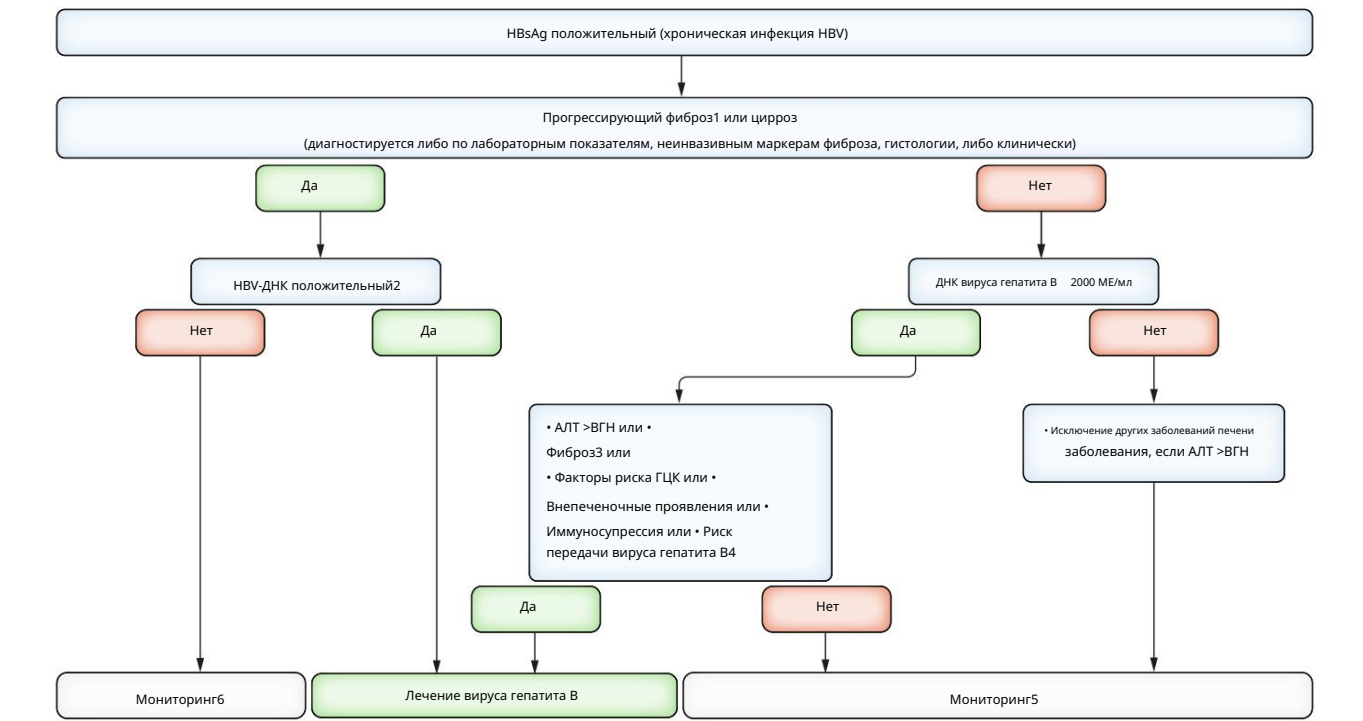 HBsAg положительный (хроническая инфекция HBV)
Прогрессирующий фиброз1 или цирроз
(диагностируется либо по лабораторным показателям, неинвазивным маркерам фиброза, гистологии, либо клинически)
Да
Нет
HBV-ДНК положительный2
ДНК вируса гепатита В 2000 МЕ/мл
Нет
Да
Да
Нет
• АЛТ >ВГН или •
Фиброз3 или
• Факторы риска ГЦК или •
Внепеченочные проявления или •
Иммуносупрессия или • Риск
передачи вируса гепатита В4
• Исключение других заболеваний печени
заболевания, если АЛТ >ВГН
Да
Нет
Мониторинг6
Лечение вируса гепатита В
Мониторинг5